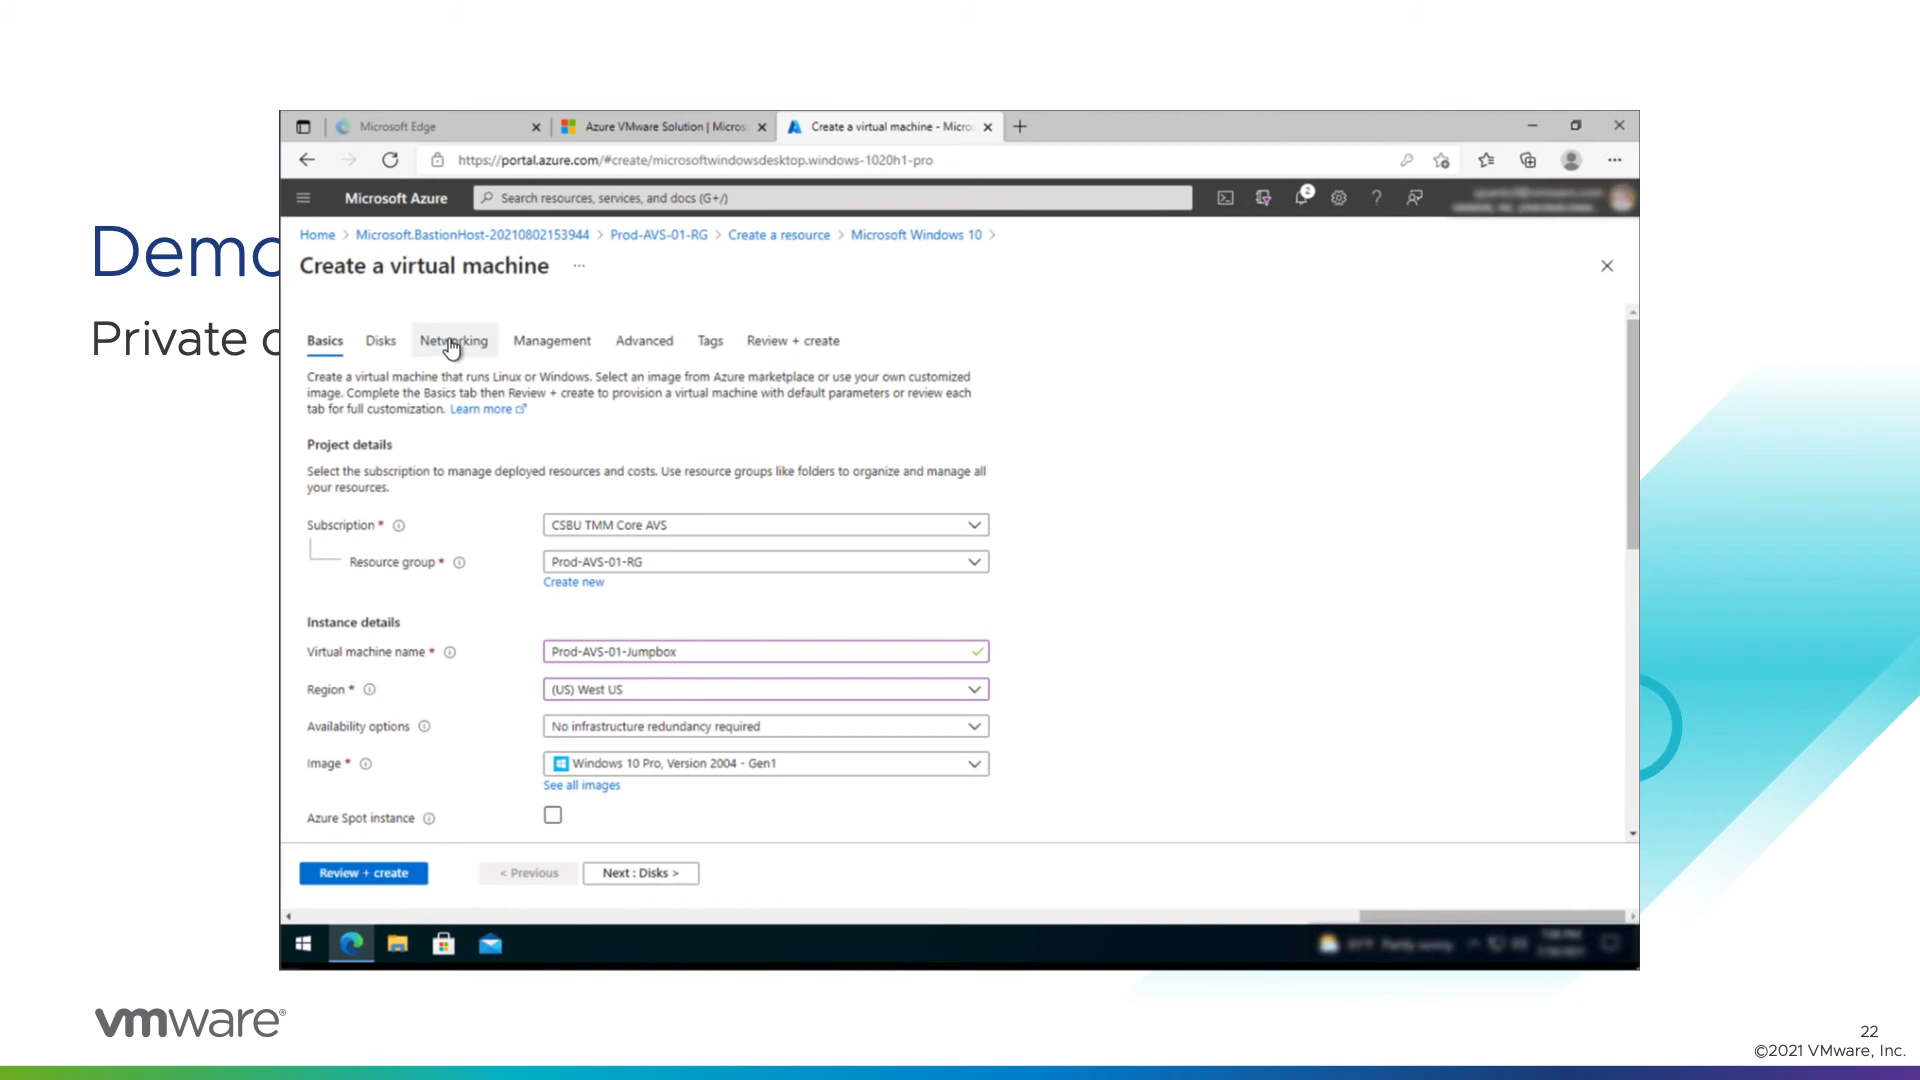 Demo
Private c
Microsoft Edge
Azure VMware Solution | Micros
Create a virtual machine - Micro
https://portal.azure.com/#create/microsoftwindowsdesktop.windows-1020h1-pro
Microsoft Azure
Search resources, services, and docs (G+/)
2
Home > Microsoft.BastionHost-20210802153944 > Prod-AVS-01-RG > Create a resource > Microsoft Windows 10 >
Create a virtual machine ...
Basics Disks Networking Management Advanced Tags Review + create
Create a virtual machine that runs Linux or Windows. Select an image from Azure marketplace or use your own customized
image. Complete the Basics tab then Review + create to provision a virtual machine with default parameters or review each
tab for full customization. Learn more
Project details
Select the subscription to manage deployed resources and costs. Use resource groups like folders to organize and manage all
your resources.
Subscription * CSBU TMM Core AVS
Resource group * Prod-AVS-01-RG
Create new
Instance details
Virtual machine name * Prod-AVS-01-Jumpbox
Region * (US) West US
Availability options No infrastructure redundancy required
Image * Windows 10 Pro, Version 2004 - Gen1
See all images
Azure Spot instance
Review + create
< Previous
Next : Disks >
vmware®
22
©2021 VMware, Inc.